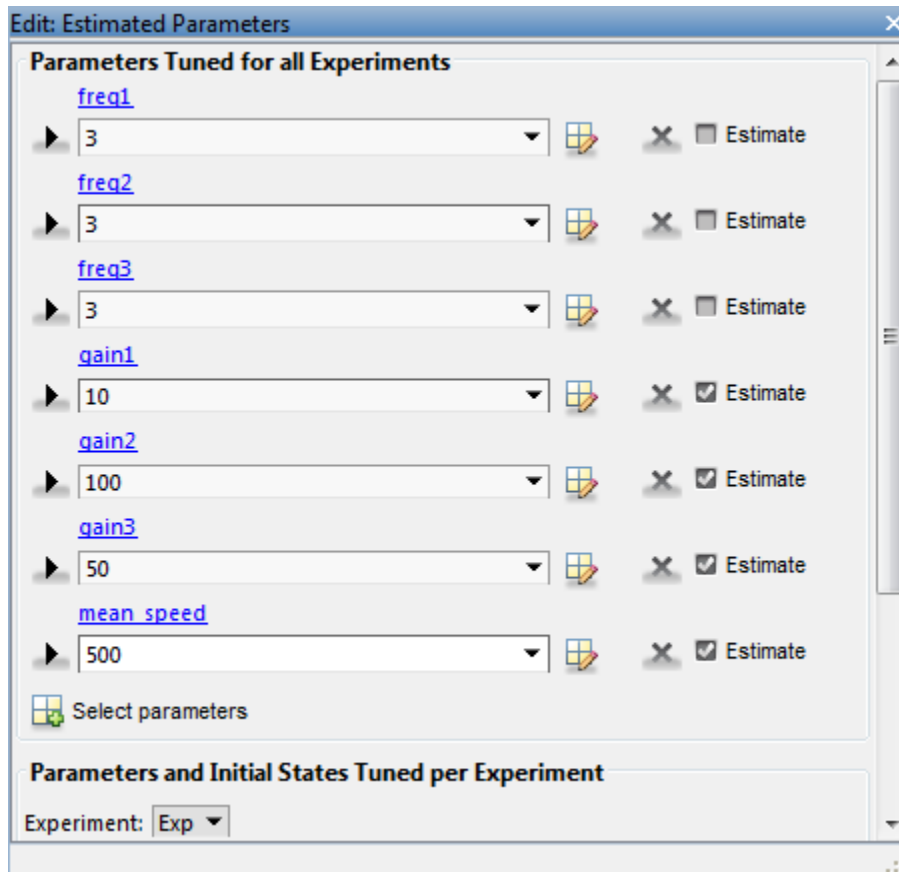 Edit: Estimated Parameters
Parameters Tuned for all Experiments
freq1
3
Estimate
freq2
3
Estimate
freq3
3
Estimate
gain1
10
Estimate
gain2
100
Estimate
gain3
50
Estimate
mean_speed
500
Estimate
Select parameters
Parameters and Initial States Tuned per Experiment
Experiment: Exp